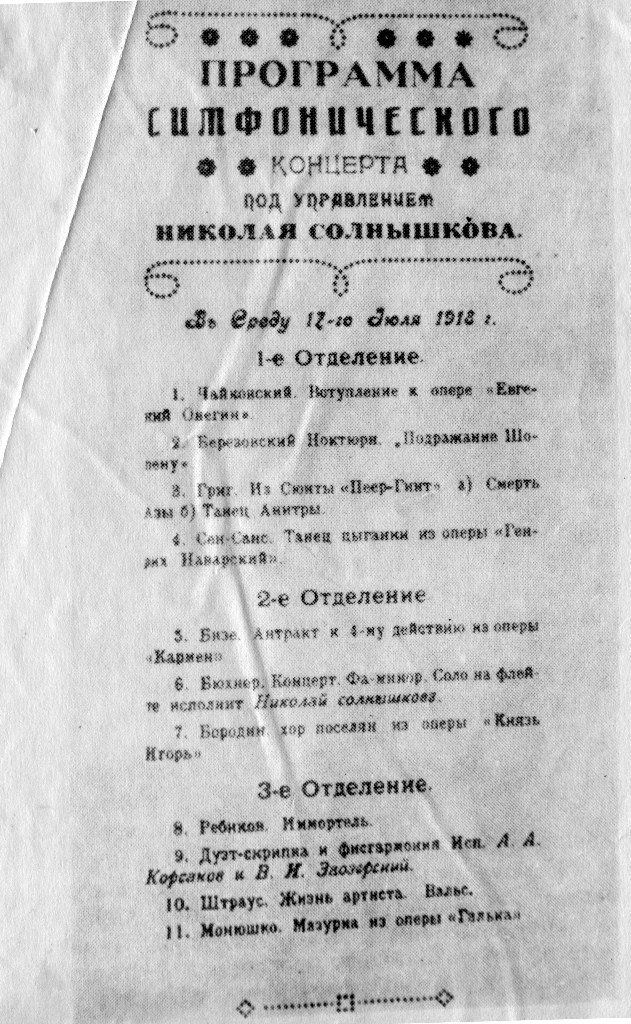 ПРОГРАММА
СИМФОНИЧЕСКОГО
КОНЦЕРТА
ПОД УПРАВЛЕНИЕМ
НИКОЛАЯ СОЛНЫШКОВА.
Въ Среду 17-го Июля 1918 г.
1-е Отделение.
1. Чайковский. Вступление к опере «Евге-
ний Онегин».
2. Березовский Ноктюрн. „Подражание Шо-
пену»
3. Григ. Из Сюиты «Пеер-Гинт» а) Смерть
Азы б) Танец Анитры.
4. Сен-Санс. Танец цыганки из оперы «Ген-
рих Наварский».
2-е Отделение
5. Бизе. Антракт к 4-му действию из оперы
«Кармен»
6. Бюхнер. Концерт. Фа-минор. Соло на флей-
те исполнит Николай солнышков.
7. Бородин. хор поселян из оперы «Князь
Игорь»
3-е Отделение.
8. Ребиков. Иммортель.
9. Дуэт-скрипка и фисгармония Исп. А. А.
Корсаков и В. И. Заозерский.
10. Штраус. Жизнь артиста. Вальс.
11. Монюшко. Мазурка из оперы «Галька»